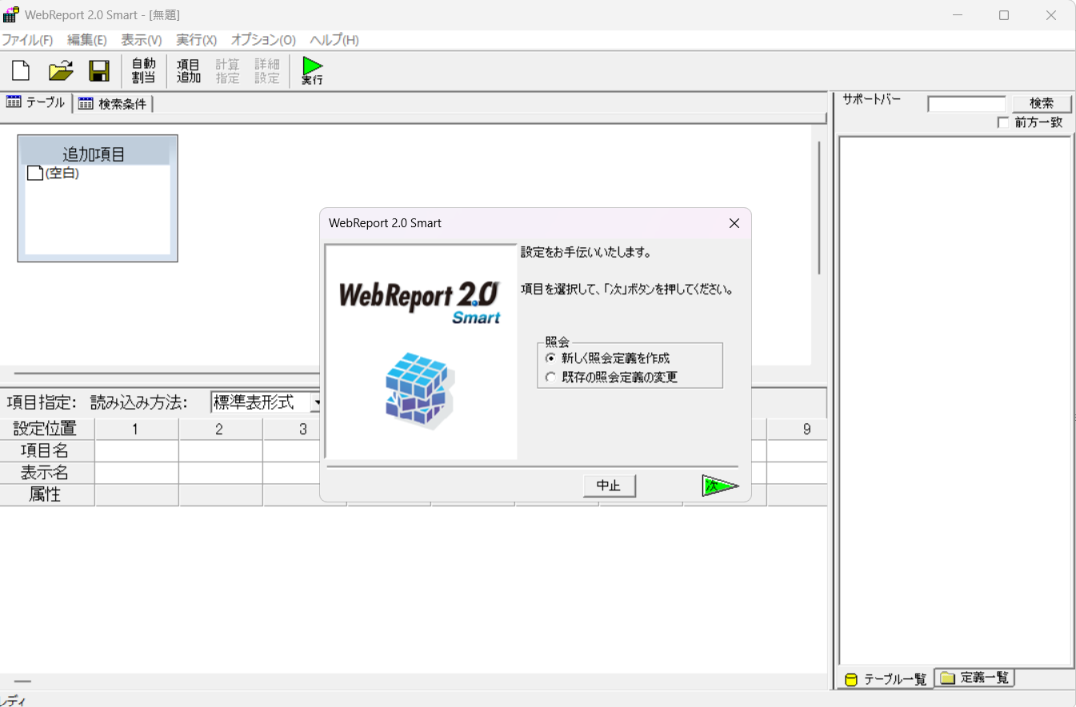 WebReport 2.0 Smart - [無題]
ファイル(F) 編集(E) 表示(V) 実行(X) オプション(O) ヘルプ(H)
自動割当 項目追加 計算指定 詳細設定 実行
テーブル 検索条件
サポートバー 検索
前方一致
追加項目
(空白)
WebReport 2.0 Smart
設定をお手伝いいたします。
項目を選択して、「次」ボタンを押してください。
WebReport 2.0
Smart
照会
新しく照会定義を作成
既存の照会定義の変更
中止 次
項目指定: 読み込み方法: 標準表形式
設定位置 1 2 3 9
項目名
表示名
属性
テーブル一覧 定義一覧
レディ